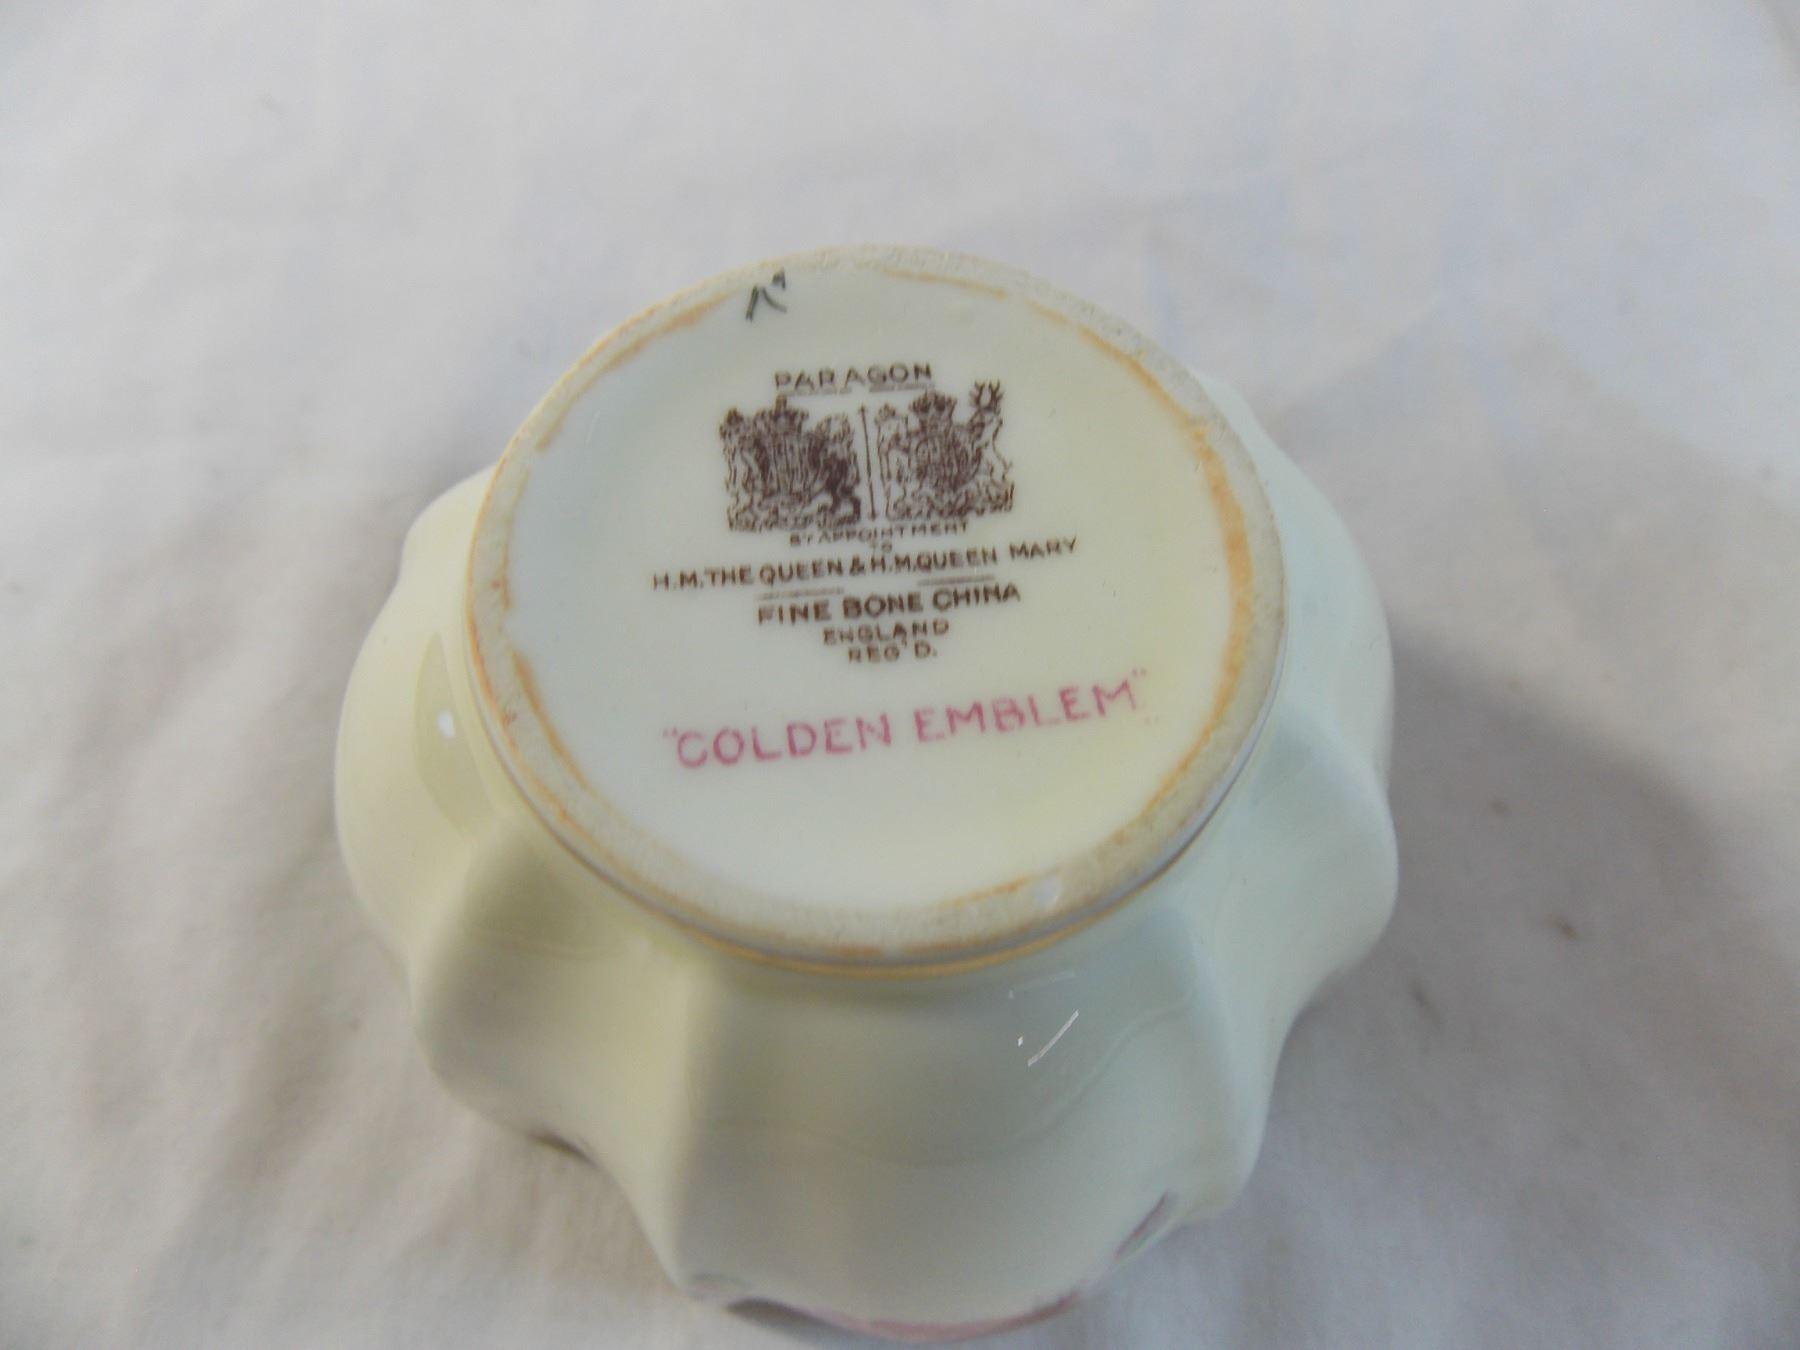 PARAGON
BY APPOINTMENT
TO
H.M. THE QUEEN & H.M. QUEEN MARY
FINE BONE CHINA
ENGLAND
REG'D.
"GOLDEN EMBLEM"